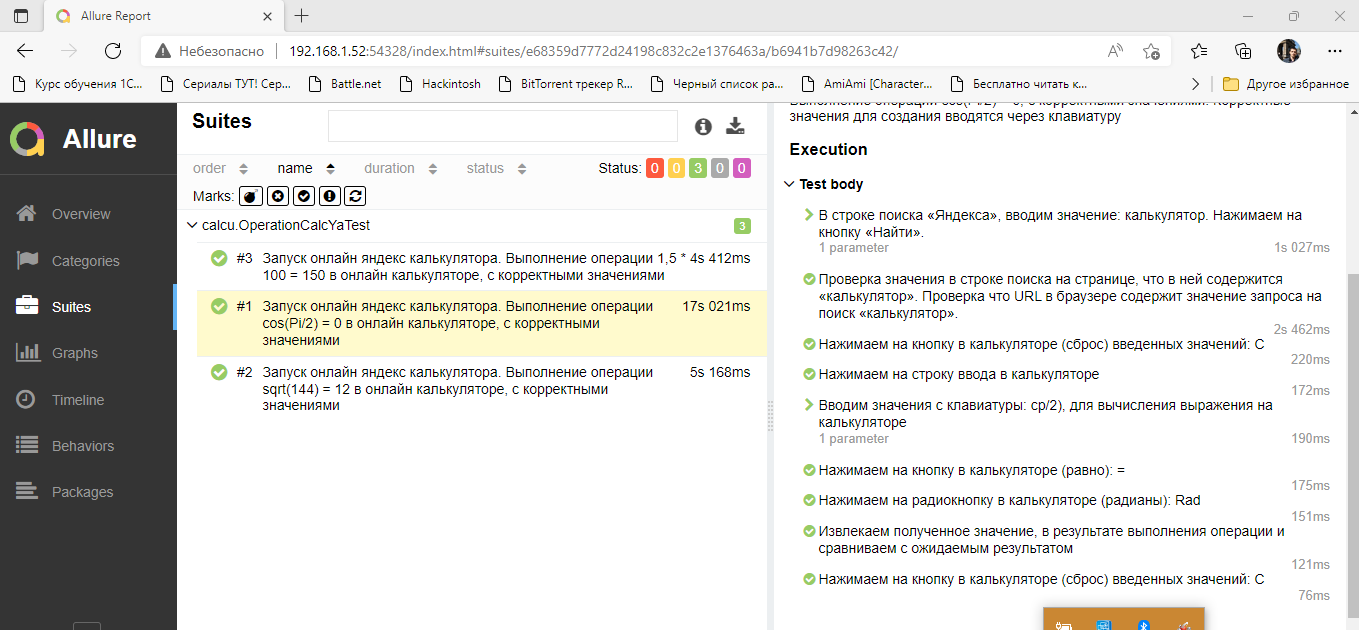 Allure Report
Небезопасно
192.168.1.52:54328/index.html#suites/e68359d7772d24198c832c2e1376463a/b6941b7d98263c42/
Курс обучения 1С...
Сериалы ТУТ! Сер...
Battle.net
Hackintosh
BitTorrent трекер R...
Черный список ра...
AmiAmi [Character...
Бесплатно читать к...
Другое избранное
Allure
Overview
Categories
Suites
Graphs
Timeline
Behaviors
Packages
Suites
order name duration status
Status: 0 0 3 0 0
Marks:
calcu.OperationCalcYaTest 3
#3 Запуск онлайн яндекс калькулятора. Выполнение операции 1,5 * 4s 412ms
100 = 150 в онлайн калькуляторе, с корректными значениями
#1 Запуск онлайн яндекс калькулятора. Выполнение операции 17s 021ms
cos(Pi/2) = 0 в онлайн калькуляторе, с корректными
значениями
#2 Запуск онлайн яндекс калькулятора. Выполнение операции 5s 168ms
sqrt(144) = 12 в онлайн калькуляторе, с корректными
значениями
Выполнение операции cos(Pi/2) = 0, с корректными значениями. Корректные
значения для создания вводятся через клавиатуру
Execution
Test body
В строке поиска «Яндекса», вводим значение: калькулятор. Нажимаем на
кнопку «Найти».
1 parameter 1s 027ms
Проверка значения в строке поиска на странице, что в ней содержится
«калькулятор». Проверка что URL в браузере содержит значение запроса на
поиск «калькулятор».
2s 462ms
Нажимаем на кнопку в калькуляторе (сброс) введенных значений: C
220ms
Нажимаем на строку ввода в калькуляторе
172ms
Вводим значения с клавиатуры: cp/2), для вычисления выражения на
калькуляторе
1 parameter 190ms
Нажимаем на кнопку в калькуляторе (равно): =
175ms
Нажимаем на радиокнопку в калькуляторе (радианы): Rad
151ms
Извлекаем полученное значение, в результате выполнения операции и
сравниваем с ожидаемым результатом
121ms
Нажимаем на кнопку в калькуляторе (сброс) введенных значений: C
76ms